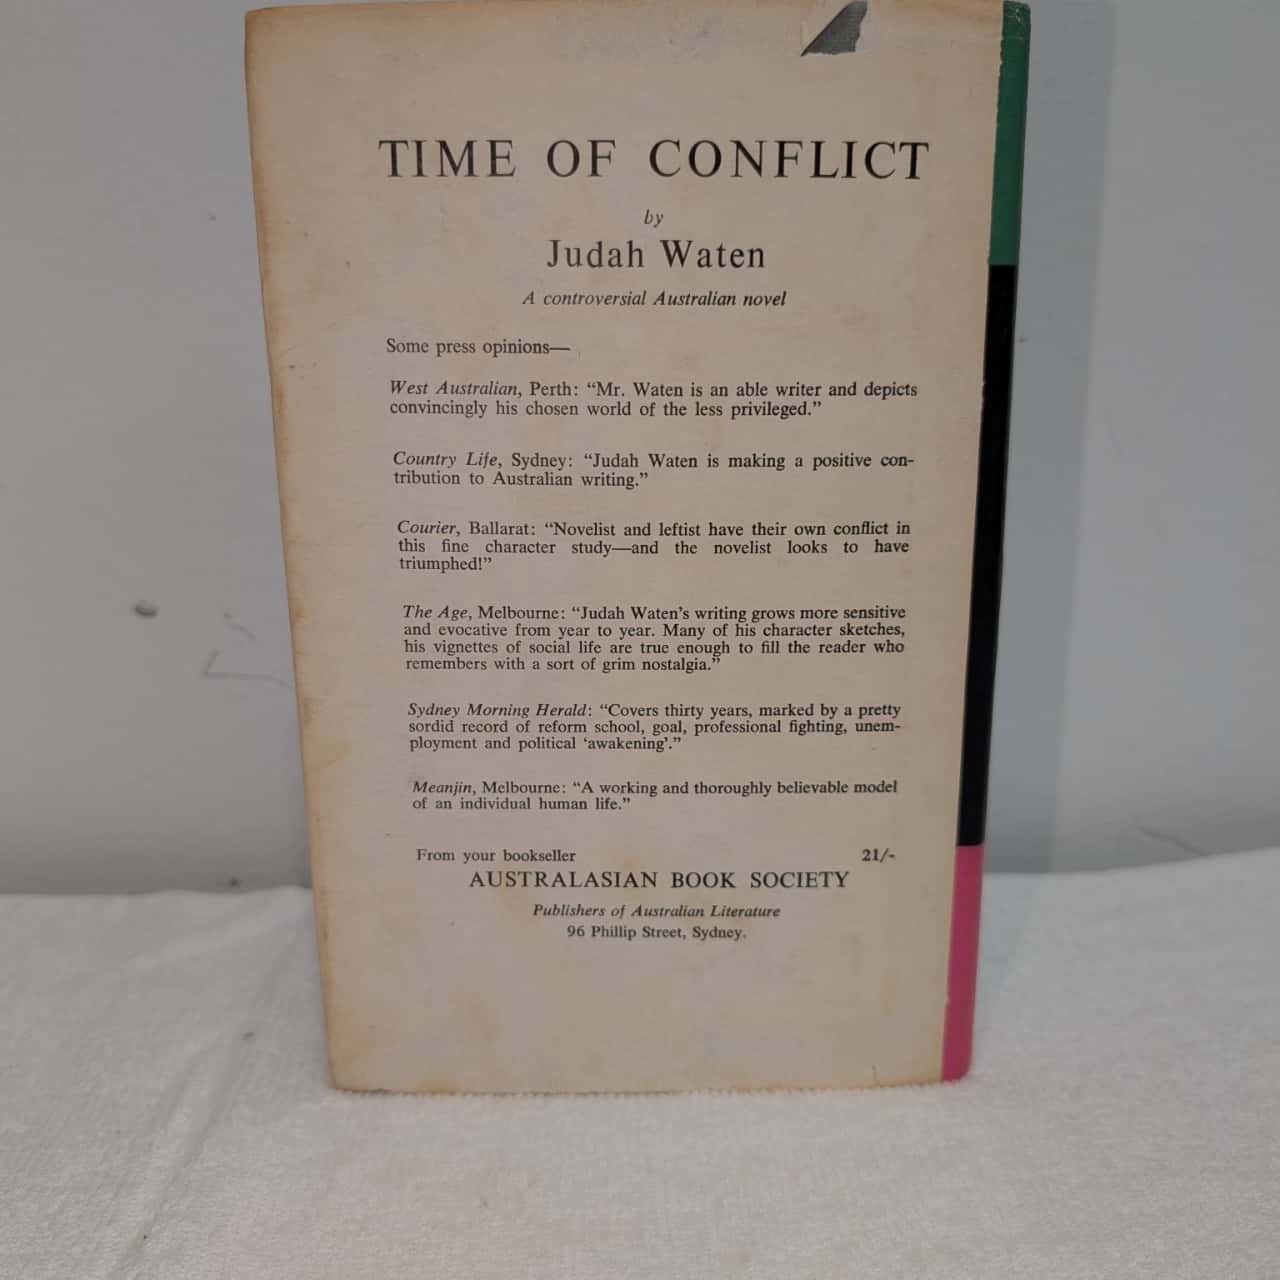 TIME OF CONFLICT
by
Judah Waten
A controversial Australian novel
Some press opinions—
West Australian, Perth: “Mr. Waten is an able writer and depicts
convincingly his chosen world of the less privileged.”
Country Life, Sydney: “Judah Waten is making a positive con-
tribution to Australian writing.”
Courier, Ballarat: “Novelist and leftist have their own conflict in
this fine character study—and the novelist looks to have
triumphed!”
The Age, Melbourne: “Judah Waten’s writing grows more sensitive
and evocative from year to year. Many of his character sketches,
his vignettes of social life are true enough to fill the reader who
remembers with a sort of grim nostalgia.”
Sydney Morning Herald: “Covers thirty years, marked by a pretty
sordid record of reform school, goal, professional fighting, unem-
ployment and political ‘awakening’.”
Meanjin, Melbourne: “A working and thoroughly believable model
of an individual human life.”
From your bookseller 21/-
AUSTRALASIAN BOOK SOCIETY
Publishers of Australian Literature
96 Phillip Street, Sydney.